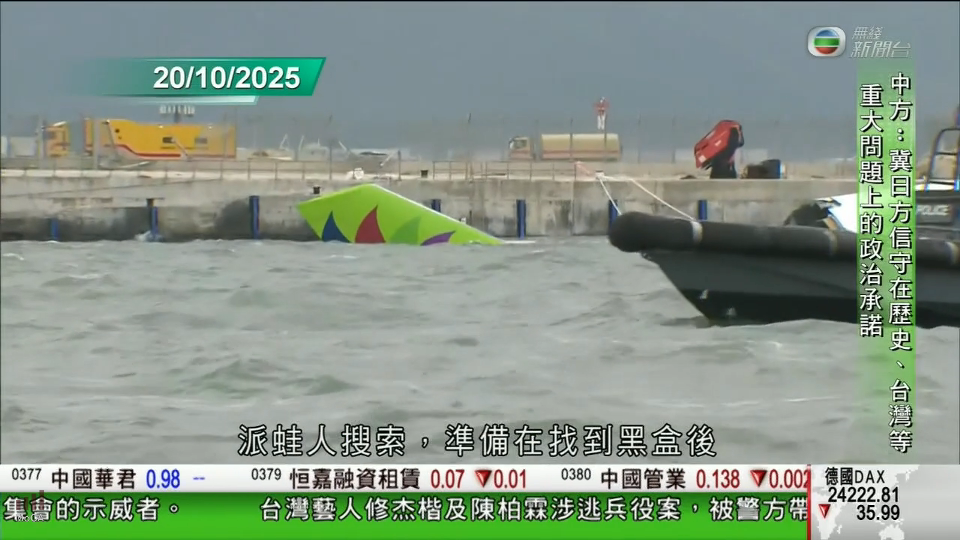 20/10/2025
無綫
新聞台
中方：冀日方信守在歷史、台灣等
重大問題上的政治承諾
POLICE
派蛙人搜索，準備在找到黑盒後
0377 中國華君 0.98 -- 0379 恒嘉融資租賃 0.07 ▼0.01 0380 中國管業 0.138 ▼0.002
德國DAX
24222.81
▼ 35.99
集會的示威者。 台灣藝人修杰楷及陳柏霖涉逃兵役案，被警方帶